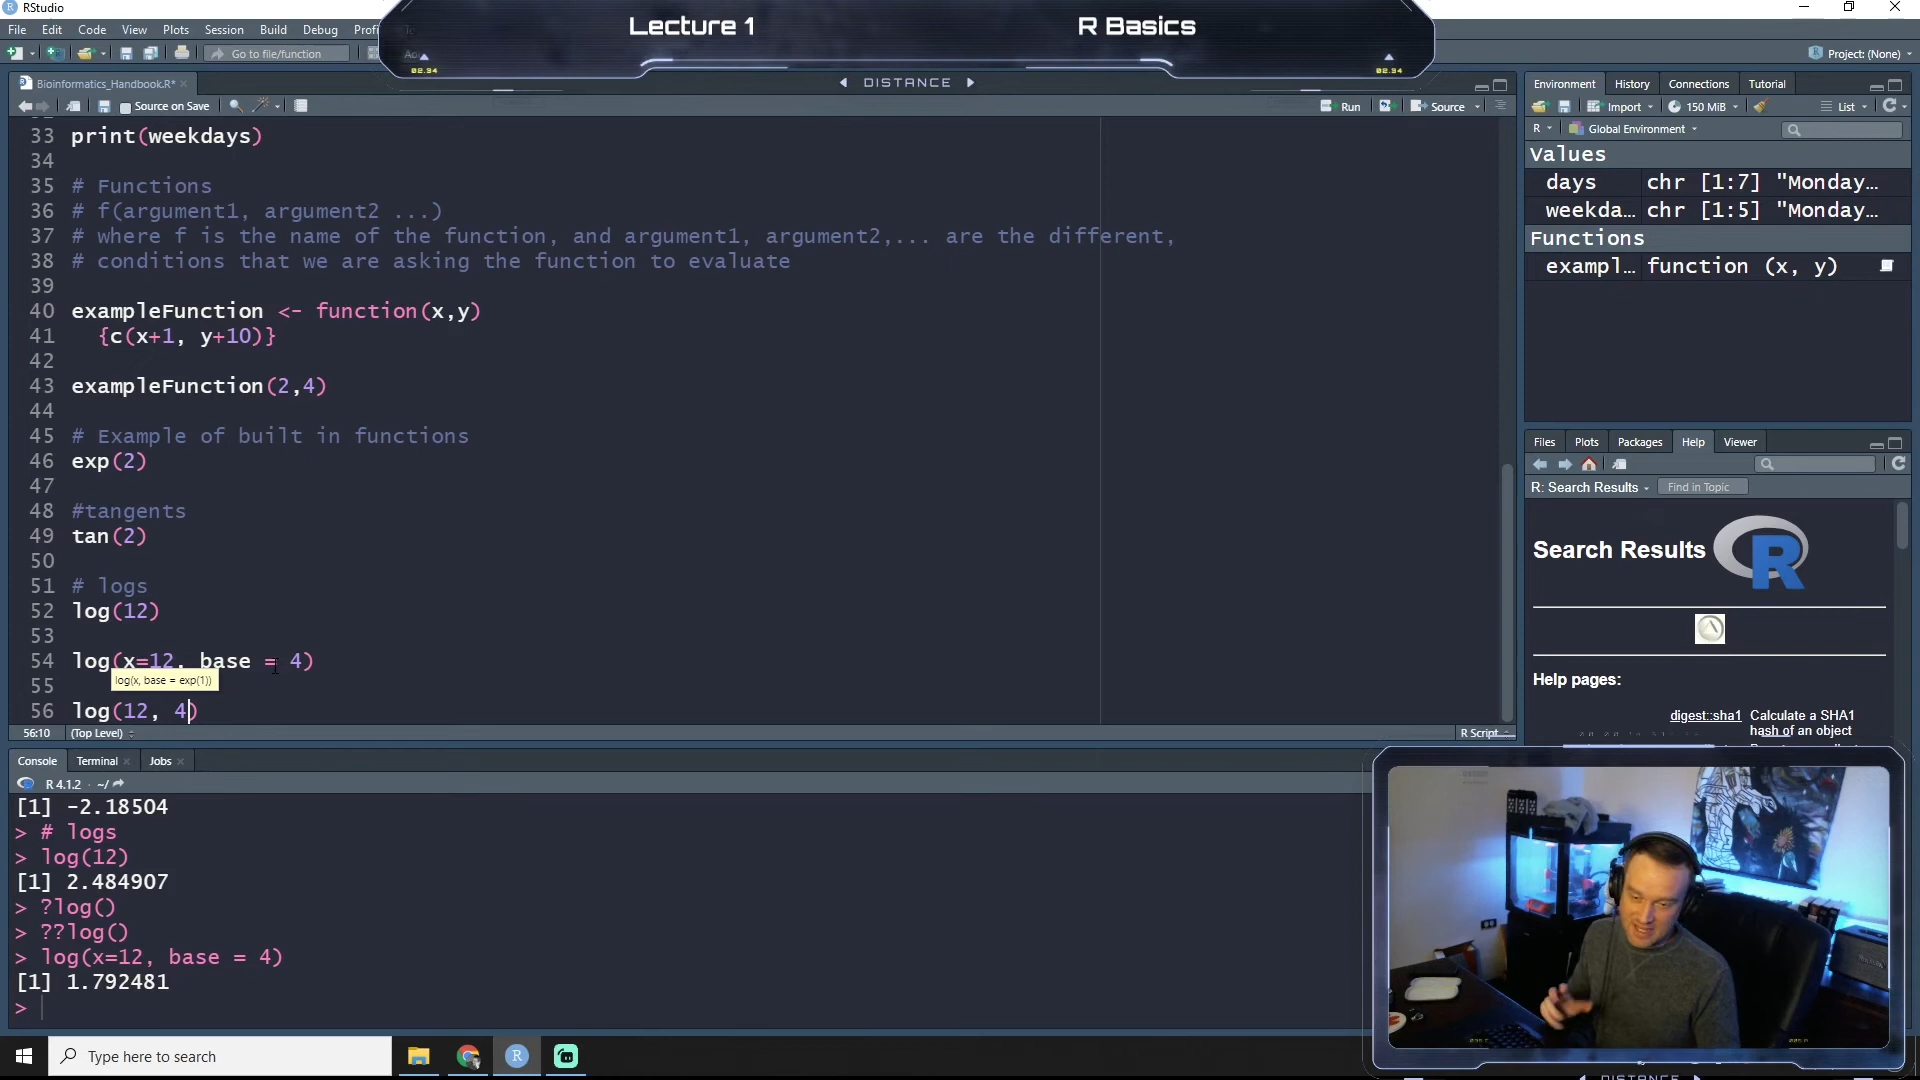 RStudio
Lecture 1
R Basics
File Edit Code View Plots Session Build Debug Profi
Go to file/function
Project: (None)
02.94
02.94
DISTANCE
Bioinformatics_Handbook.R*
Source on Save
Run
Source
33 print(weekdays)
34
35 # Functions
36 # f(argument1, argument2 ...)
37 # where f is the name of the function, and argument1, argument2,... are the different,
38 # conditions that we are asking the function to evaluate
39
40 exampleFunction <- function(x,y)
41 {c(x+1, y+10)}
42
43 exampleFunction(2,4)
44
45 # Example of built in functions
46 exp(2)
47
48 #tangents
49 tan(2)
50
51 # logs
52 log(12)
53
54 log(x=12, base = 4)
log(x, base = exp(1))
55
56 log(12, 4)
56:10 (Top Level)
R Script
Console Terminal Jobs
R 4.1.2 · ~/
[1] -2.18504
> # logs
> log(12)
[1] 2.484907
> ?log()
> ??log()
> log(x=12, base = 4)
[1] 1.792481
>
Environment History Connections Tutorial
Import
150 MiB
List
R
Global Environment
Values
days chr [1:7] "Monday…
weekda… chr [1:5] "Monday…
Functions
exampl… function (x, y)
Files Plots Packages Help Viewer
R: Search Results
Find in Topic
Search Results
R
Help pages:
digest::sha1 Calculate a SHA1
hash of an object
Type here to search
R
DISTANCE